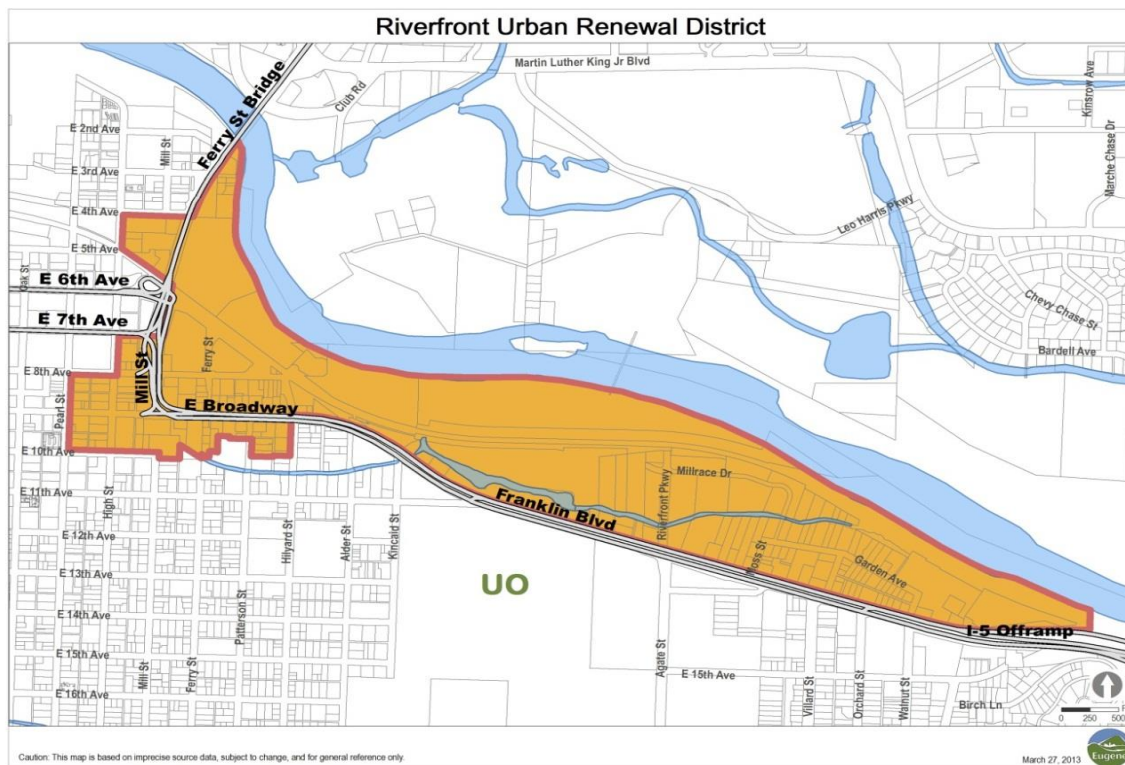 Riverfront Urban Renewal District
Martin Luther King Jr Blvd
Ferry St Bridge
Club Rd
Kinsrow Ave
Marche Chase Dr
E 2nd Ave
Mill St
E 3rd Ave
E 4th Ave
E 5th Ave
Leo Harris Pkwy
Oak St
E 6th Ave
E 7th Ave
Chevy Chase St
Bardell Ave
Ferry St
Mill St
E 8th Ave
Pearl St
E Broadway
E 10th Ave
Millrace Dr
Riverfront Pkwy
E 11th Ave
High St
Franklin Blvd
E 12th Ave
Hilyard St
Alder St
Kincaid St
Moss St
Garden Ave
E 13th Ave
UO
E 14th Ave
Patterson St
I-5 Offramp
E 15th Ave
Mill St
Ferry St
Agate St
E 15th Ave
Villard St
Orchard St
Walnut St
E 16th Ave
Birch Ln
0 250 500
Caution: This map is based on imprecise source data, subject to change, and for general reference only.
March 27, 2013
Eugene